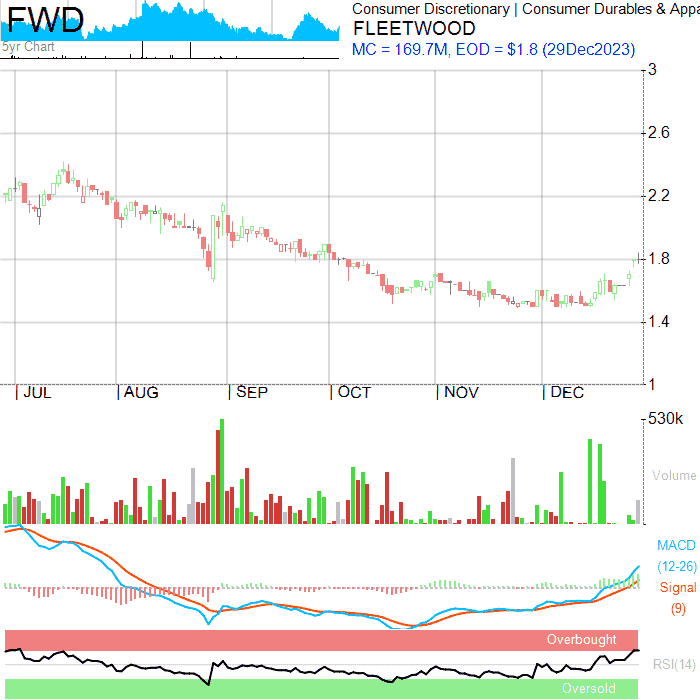 FWD
5yr Chart
Consumer Discretionary | Consumer Durables & Appa
FLEETWOOD
MC = 169.7M, EOD = $1.8 (29Dec2023)
3
2.6
2.2
1.8
1.4
1
JUL AUG SEP OCT NOV DEC
530k
Volume
MACD
(12-26)
Signal
(9)
Overbought
RSI(14)
Oversold